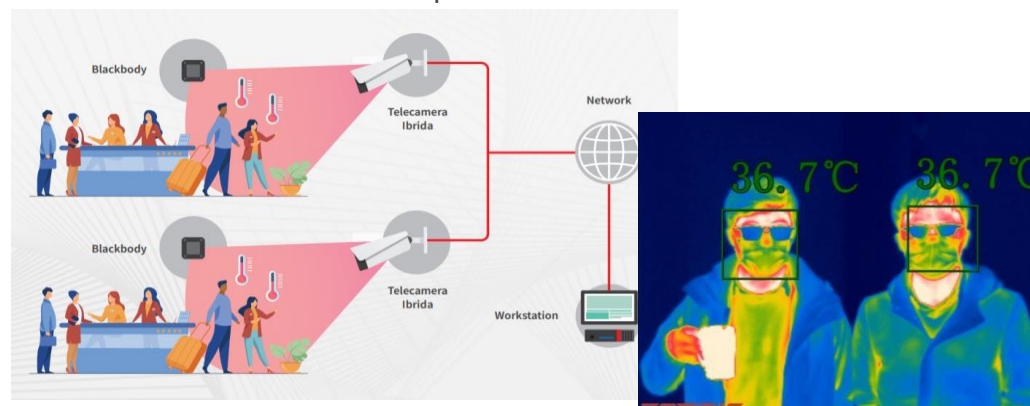 Blackbody
Telecamera
Ibrida
Network
36.7℃
36.7℃
Blackbody
Telecamera
Ibrida
Workstation